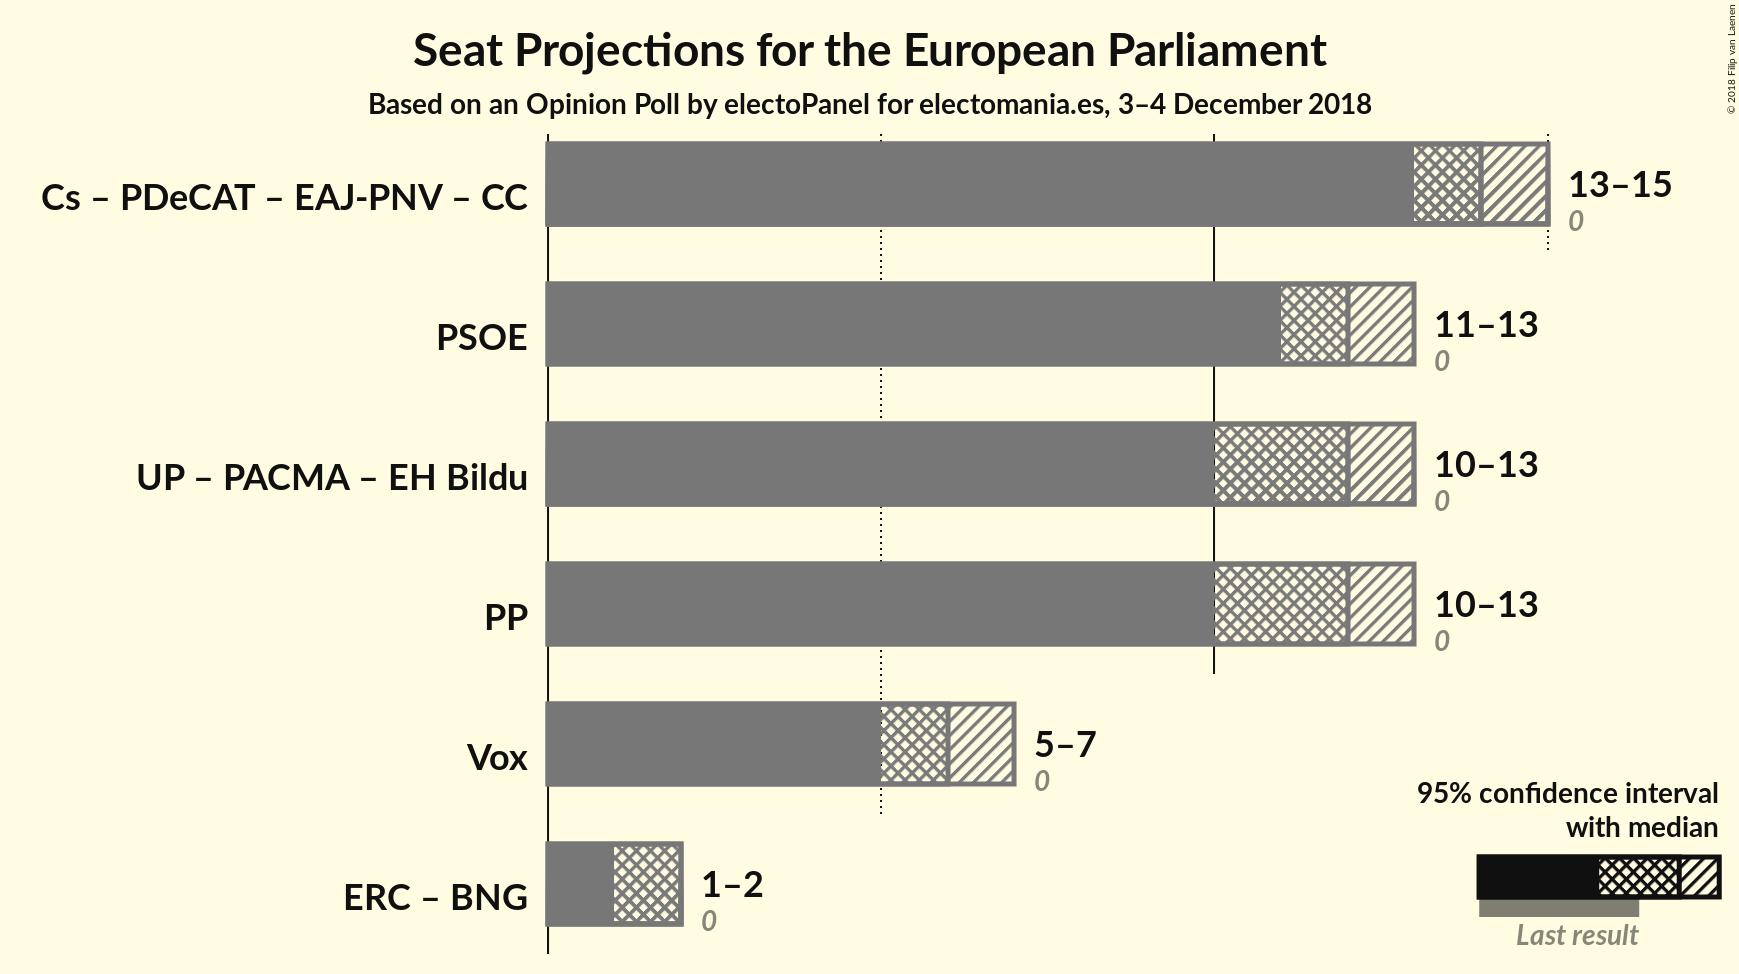 Seat Projections for the European Parliament
Based on an Opinion Poll by electoPanel for electomania.es, 3–4 December 2018
© 2018 Filip van Laenen
Cs – PDeCAT – EAJ-PNV – CC
13–15
0
PSOE
11–13
0
UP – PACMA – EH Bildu
10–13
0
PP
10–13
0
Vox
5–7
0
ERC – BNG
1–2
0
95% confidence interval
with median
Last result